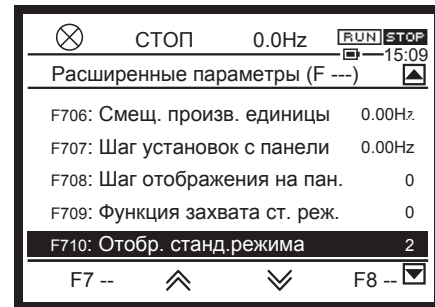 СТОП 0.0Hz RUN STOP
15:09
Расширенные параметры (F ---)
F706: Смещ. произв. единицы 0.00Hz
F707: Шаг установок с панели 0.00Hz
F708: Шаг отображения на пан. 0
F709: Функция захвата ст. реж. 0
F710: Отобр. станд.режима 2
F7 -- F8 --